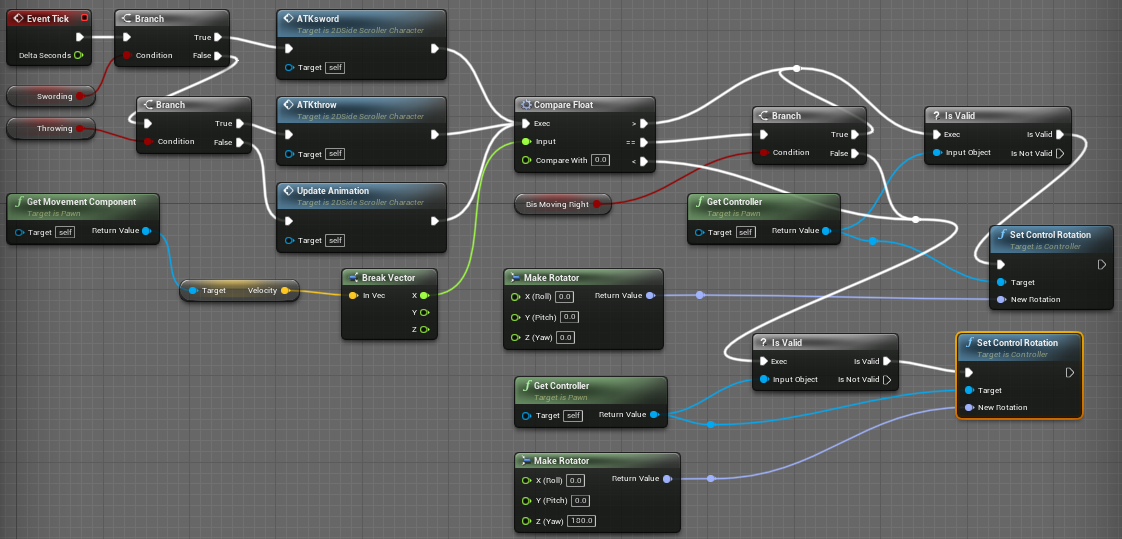 Event Tick
Delta Seconds
Branch
True
Condition
False
ATKsword
Target is 2DSide Scroller Character
Target self
Swording
Throwing
Branch
True
Condition
False
ATKthrow
Target is 2DSide Scroller Character
Target self
Update Animation
Target is 2DSide Scroller Character
Target self
Compare Float
Exec >
Input ==
Compare With 0.0 <
Branch
True
Condition False
Is Valid
Exec Is Valid
Input Object Is Not Valid
Get Movement Component
Target is Pawn
Target self Return Value
Bis Moving Right
Get Controller
Target is Pawn
Target self Return Value
Set Control Rotation
Target is Controller
Target
New Rotation
Target Velocity
Break Vector
In Vec X
Y
Z
Make Rotator
X (Roll) 0.0 Return Value
Y (Pitch) 0.0
Z (Yaw) 0.0
Is Valid
Exec Is Valid
Input Object Is Not Valid
Set Control Rotation
Target is Controller
Target
New Rotation
Get Controller
Target is Pawn
Target self Return Value
Make Rotator
X (Roll) 0.0 Return Value
Y (Pitch) 0.0
Z (Yaw) 180.0